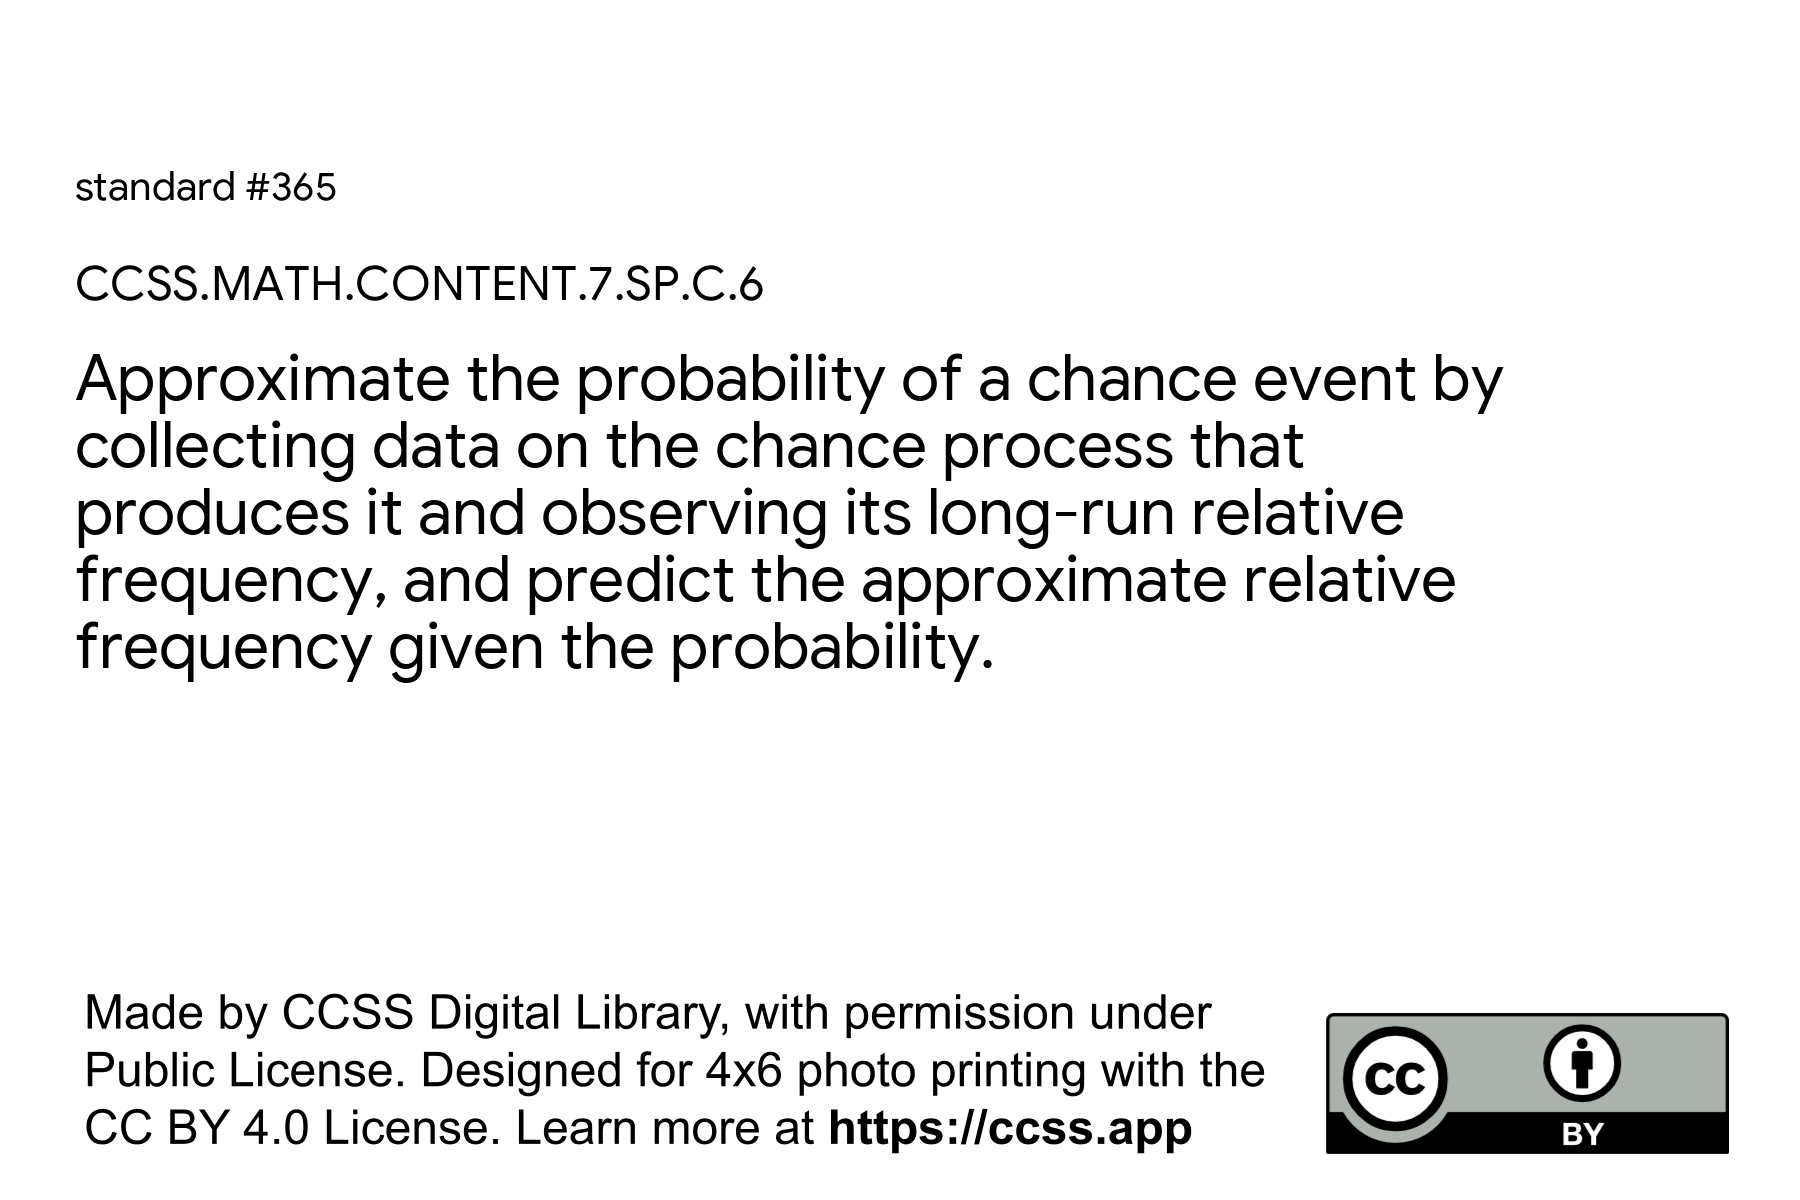 standard #365
CCSS.MATH.CONTENT.7.SP.C.6
Approximate the probability of a chance event by
collecting data on the chance process that
produces it and observing its long-run relative
frequency, and predict the approximate relative
frequency given the probability.
Made by CCSS Digital Library, with permission under
Public License. Designed for 4x6 photo printing with the
CC BY 4.0 License. Learn more at https://ccss.app
CC
BY